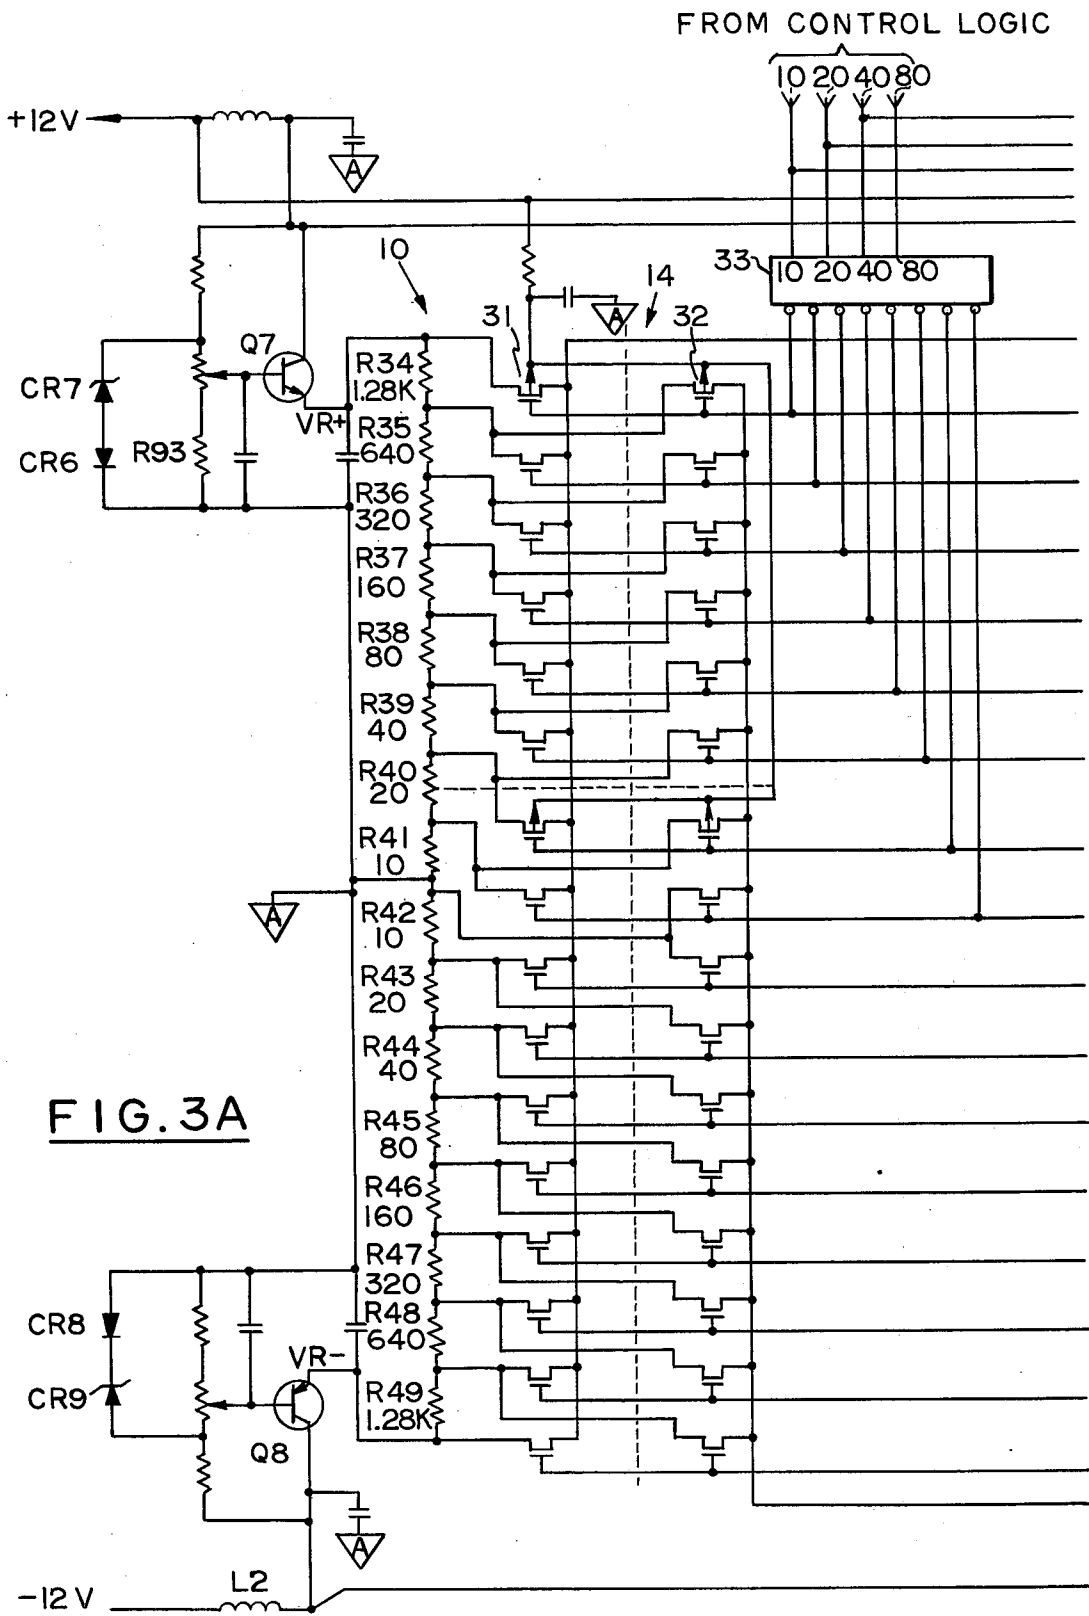 FROM CONTROL LOGIC
10 20 40 80
+12V
A
10
33
10 20 40 80
14
A
31
32
Q7
R34
1.28K
CR7
VR+
R35
640
CR6
R93
R36
320
R37
160
R38
80
R39
40
R40
20
R41
10
A
R42
10
R43
20
R44
40
FIG. 3A
R45
80
R46
160
R47
320
CR8
R48
640
VR-
CR9
R49
1.28K
Q8
A
L2
-12V